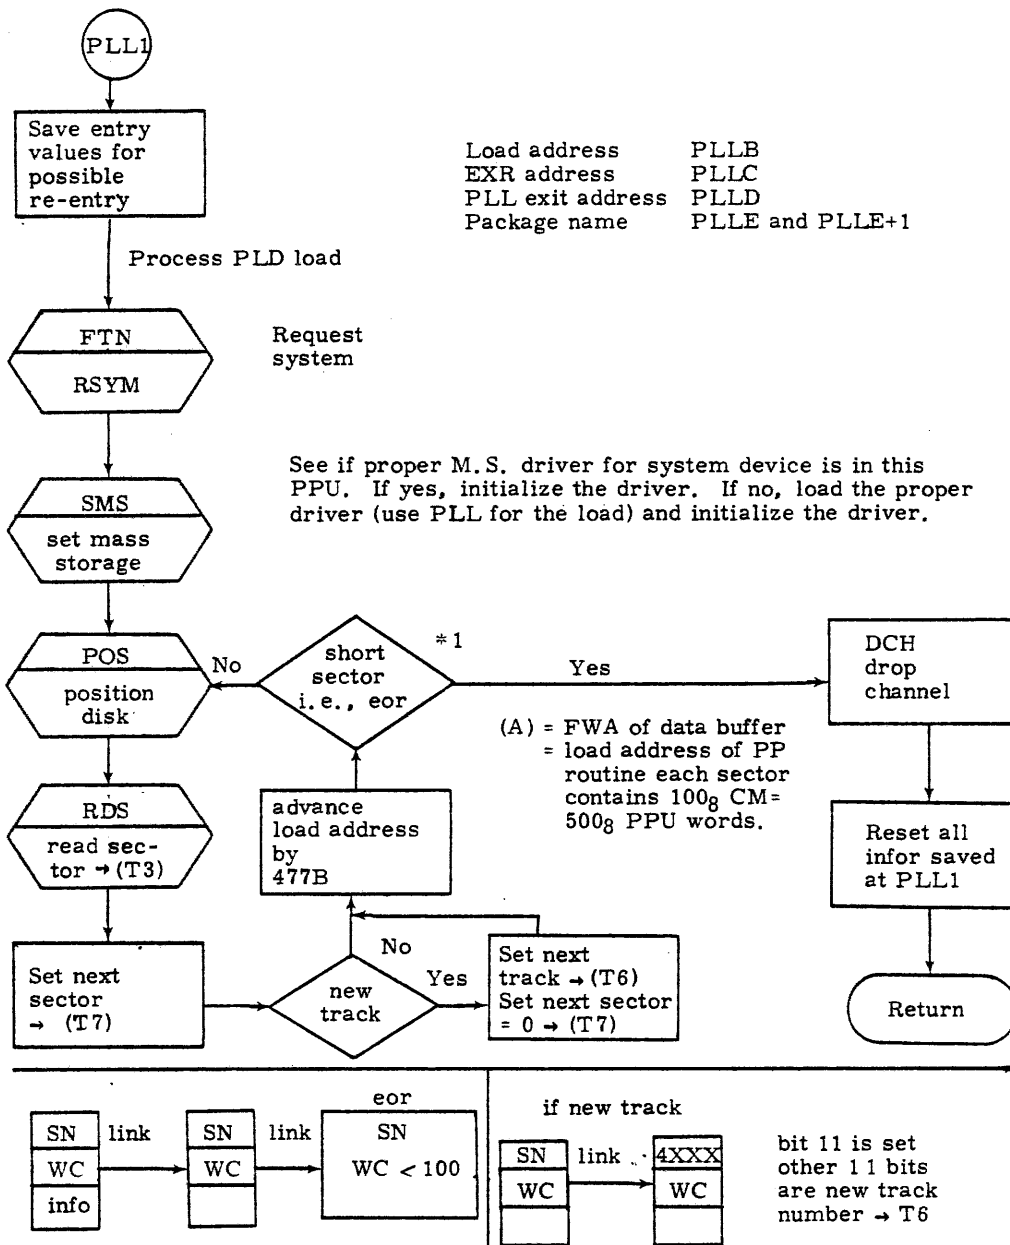 PLL1
Save entry
values for
possible
re-entry
Load address PLLB
EXR address PLLC
PLL exit address PLLD
Package name PLLE and PLLE+1
Process PLD load
FTN
RSYM
Request
system
See if proper M.S. driver for system device is in this
PPU. If yes, initialize the driver. If no, load the proper
driver (use PLL for the load) and initialize the driver.
SMS
set mass
storage
POS
position
disk
No
short
sector
i.e., eor
*1
Yes
DCH
drop
channel
(A) = FWA of data buffer
= load address of PP
routine each sector
contains 100₈ CM=
500₈ PPU words.
RDS
read sec-
tor → (T3)
advance
load address
by
477B
Reset all
infor saved
at PLL1
Set next
sector
→ (T7)
new
track
No
Yes
Set next
track → (T6)
Set next sector
= 0 → (T7)
Return
SN
WC
info
link
SN
WC
link
eor
SN
WC < 100
if new track
SN
WC
link
4XXX
WC
bit 11 is set
other 11 bits
are new track
number → T6